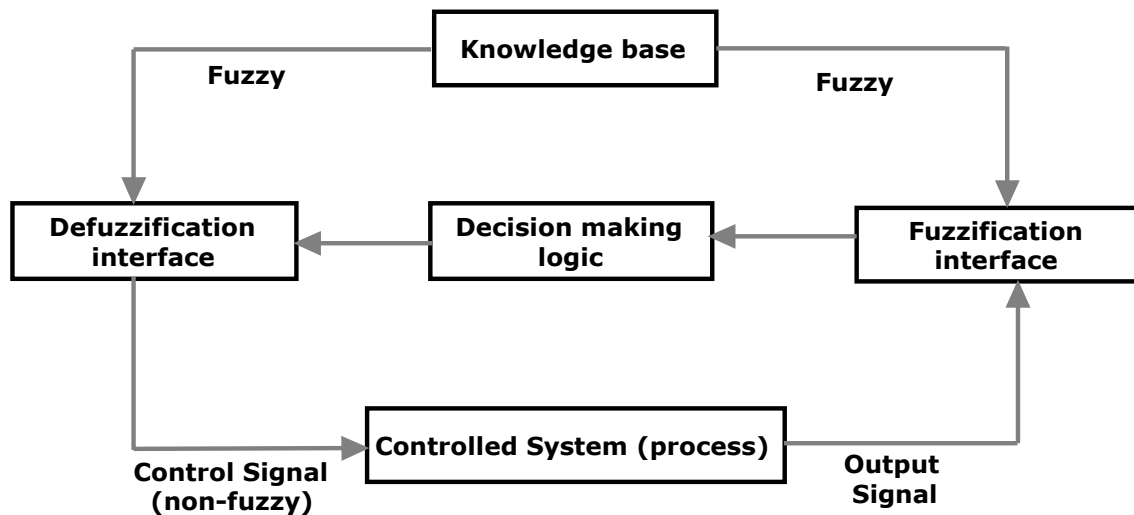 Knowledge base
Fuzzy
Fuzzy
Defuzzification
interface
Decision making
logic
Fuzzification
interface
Controlled System (process)
Control Signal
(non-fuzzy)
Output
Signal